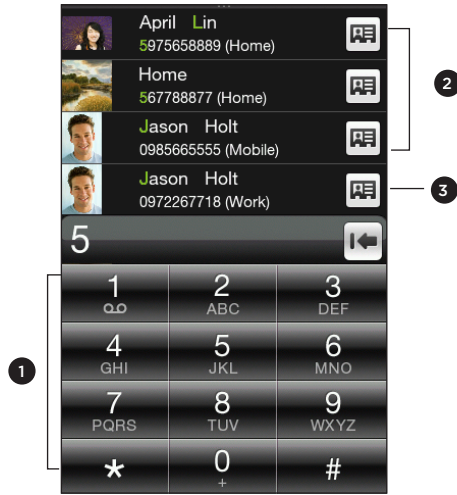 April Lin
5975658889 (Home)
Home
567788877 (Home)
Jason Holt
0985665555 (Mobile)
Jason Holt
0972267718 (Work)
2
3
5
1
1
2
ABC
3
DEF
4
GHI
5
JKL
6
MNO
7
PQRS
8
TUV
9
WXYZ
*
0
+
#